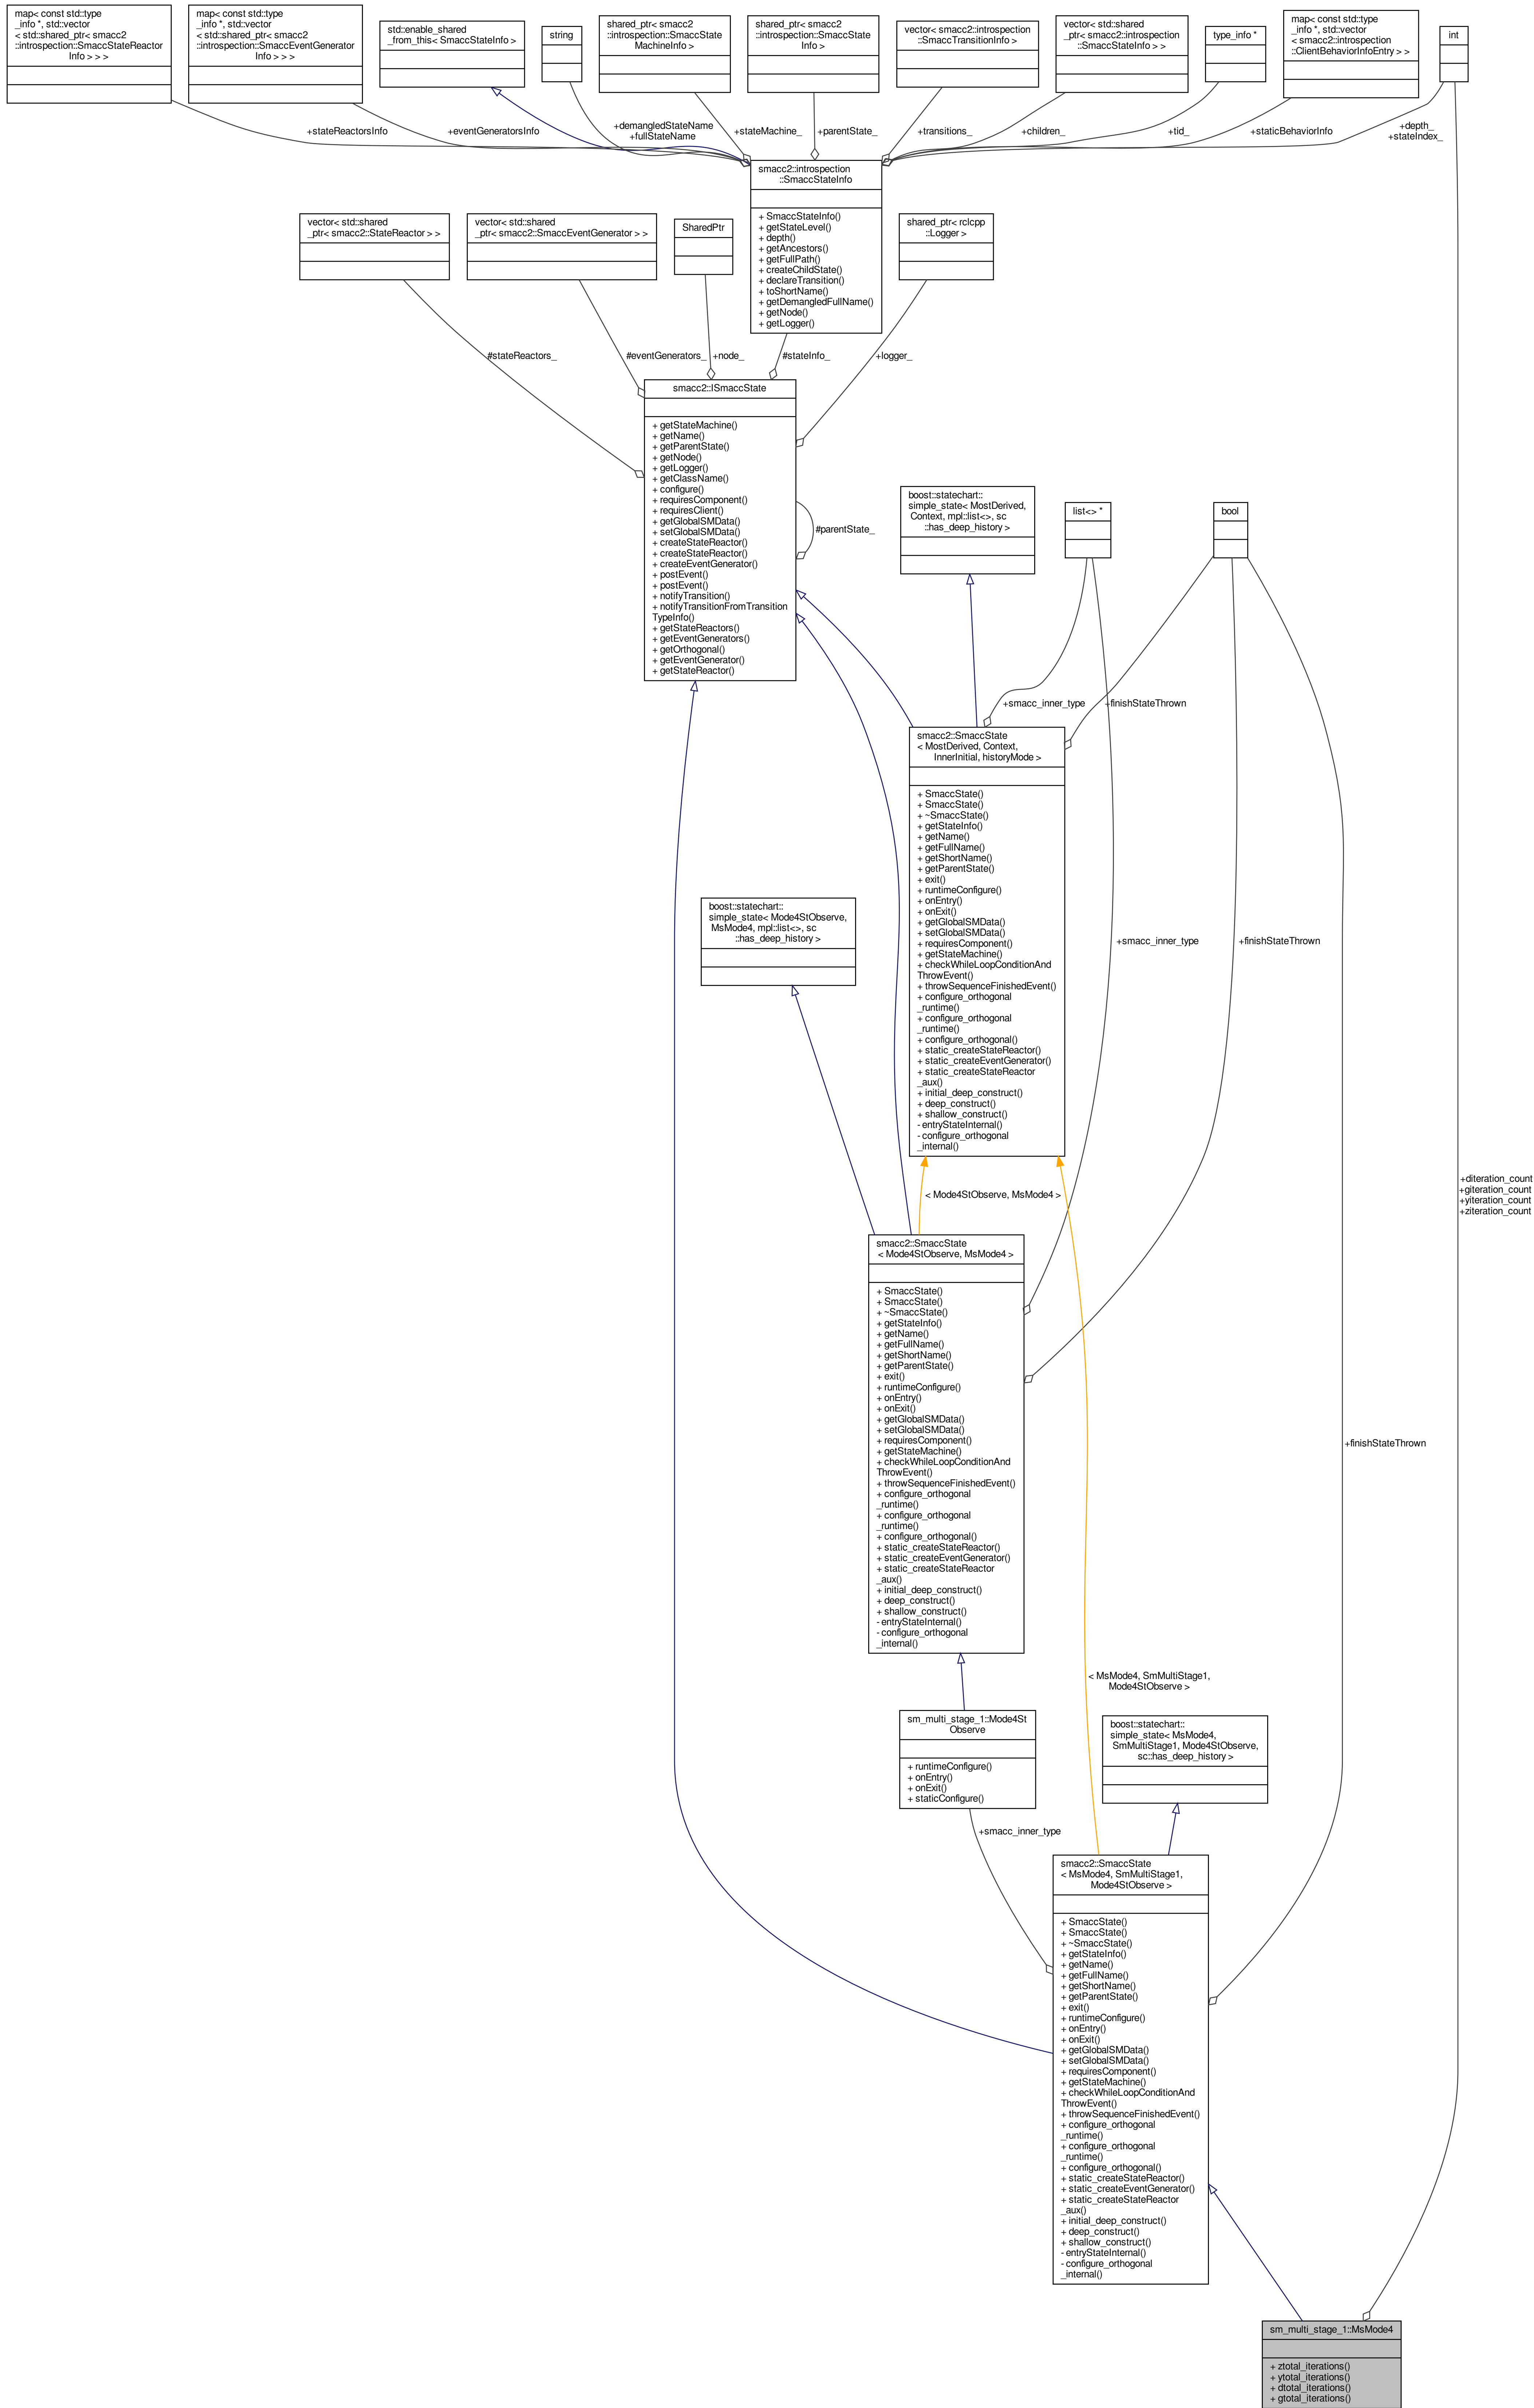 map< const std::type
_info *, std::vector
< std::shared_ptr< smacc2
::introspection::SmaccStateReactor
Info > > >
map< const std::type
_info *, std::vector
< std::shared_ptr< smacc2
::introspection::SmaccEventGenerator
Info > > >
std::enable_shared
_from_this< SmaccStateInfo >
string
shared_ptr< smacc2
::introspection::SmaccState
MachineInfo >
shared_ptr< smacc2
::introspection::SmaccState
Info >
vector< smacc2::introspection
::SmaccTransitionInfo >
vector< std::shared
_ptr< smacc2::introspection
::SmaccStateInfo > >
type_info *
map< const std::type
_info *, std::vector
< smacc2::introspection
::ClientBehaviorInfoEntry > >
int
+stateReactorsInfo
+eventGeneratorsInfo
+demangledStateName
+fullStateName
+stateMachine_
+parentState_
+transitions_
+children_
+tid_
+staticBehaviorInfo
+depth_
+stateIndex_
smacc2::introspection
::SmaccStateInfo
+ SmaccStateInfo()
+ getStateLevel()
+ depth()
+ getAncestors()
+ getFullPath()
+ createChildState()
+ declareTransition()
+ toShortName()
+ getDemangledFullName()
+ getNode()
+ getLogger()
vector< std::shared
_ptr< smacc2::StateReactor > >
vector< std::shared
_ptr< smacc2::SmaccEventGenerator > >
SharedPtr
shared_ptr< rclcpp
::Logger >
#stateReactors_
#eventGenerators_
+node_
#stateInfo_
+logger_
smacc2::ISmaccState
+ getStateMachine()
+ getName()
+ getParentState()
+ getNode()
+ getLogger()
+ getClassName()
+ configure()
+ requiresComponent()
+ requiresClient()
+ getGlobalSMData()
+ setGlobalSMData()
+ createStateReactor()
+ createStateReactor()
+ createEventGenerator()
+ postEvent()
+ postEvent()
+ notifyTransition()
+ notifyTransitionFromTransition
TypeInfo()
+ getStateReactors()
+ getEventGenerators()
+ getOrthogonal()
+ getEventGenerator()
+ getStateReactor()
#parentState_
boost::statechart::
simple_state< MostDerived,
Context, mpl::list<>, sc
::has_deep_history >
list<> *
bool
+smacc_inner_type
+finishStateThrown
smacc2::SmaccState
< MostDerived, Context,
InnerInitial, historyMode >
+ SmaccState()
+ SmaccState()
+ ~SmaccState()
+ getStateInfo()
+ getName()
+ getFullName()
+ getShortName()
+ getParentState()
+ exit()
+ runtimeConfigure()
+ onEntry()
+ onExit()
+ getGlobalSMData()
+ setGlobalSMData()
+ requiresComponent()
+ getStateMachine()
+ checkWhileLoopConditionAnd
ThrowEvent()
+ throwSequenceFinishedEvent()
+ configure_orthogonal
_runtime()
+ configure_orthogonal
_runtime()
+ configure_orthogonal()
+ static_createStateReactor()
+ static_createEventGenerator()
+ static_createStateReactor
_aux()
+ initial_deep_construct()
+ deep_construct()
+ shallow_construct()
- entryStateInternal()
- configure_orthogonal
_internal()
boost::statechart::
simple_state< Mode4StObserve,
MsMode4, mpl::list<>, sc
::has_deep_history >
+smacc_inner_type
+finishStateThrown
< Mode4StObserve, MsMode4 >
+diteration_count
+giteration_count
+yiteration_count
+ziteration_count
smacc2::SmaccState
< Mode4StObserve, MsMode4 >
+ SmaccState()
+ SmaccState()
+ ~SmaccState()
+ getStateInfo()
+ getName()
+ getFullName()
+ getShortName()
+ getParentState()
+ exit()
+ runtimeConfigure()
+ onEntry()
+ onExit()
+ getGlobalSMData()
+ setGlobalSMData()
+ requiresComponent()
+ getStateMachine()
+ checkWhileLoopConditionAnd
ThrowEvent()
+ throwSequenceFinishedEvent()
+ configure_orthogonal
_runtime()
+ configure_orthogonal
_runtime()
+ configure_orthogonal()
+ static_createStateReactor()
+ static_createEventGenerator()
+ static_createStateReactor
_aux()
+ initial_deep_construct()
+ deep_construct()
+ shallow_construct()
- entryStateInternal()
- configure_orthogonal
_internal()
+finishStateThrown
< MsMode4, SmMultiStage1,
Mode4StObserve >
sm_multi_stage_1::Mode4St
Observe
+ runtimeConfigure()
+ onEntry()
+ onExit()
+ staticConfigure()
boost::statechart::
simple_state< MsMode4,
SmMultiStage1, Mode4StObserve,
sc::has_deep_history >
+smacc_inner_type
smacc2::SmaccState
< MsMode4, SmMultiStage1,
Mode4StObserve >
+ SmaccState()
+ SmaccState()
+ ~SmaccState()
+ getStateInfo()
+ getName()
+ getFullName()
+ getShortName()
+ getParentState()
+ exit()
+ runtimeConfigure()
+ onEntry()
+ onExit()
+ getGlobalSMData()
+ setGlobalSMData()
+ requiresComponent()
+ getStateMachine()
+ checkWhileLoopConditionAnd
ThrowEvent()
+ throwSequenceFinishedEvent()
+ configure_orthogonal
_runtime()
+ configure_orthogonal
_runtime()
+ configure_orthogonal()
+ static_createStateReactor()
+ static_createEventGenerator()
+ static_createStateReactor
_aux()
+ initial_deep_construct()
+ deep_construct()
+ shallow_construct()
- entryStateInternal()
- configure_orthogonal
_internal()
sm_multi_stage_1::MsMode4
+ ztotal_iterations()
+ ytotal_iterations()
+ dtotal_iterations()
+ gtotal_iterations()